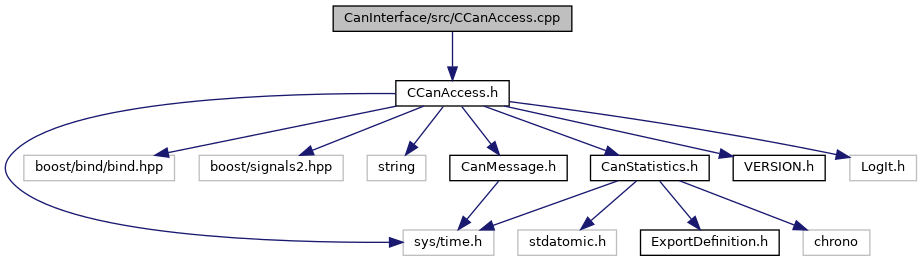 CanInterface/src/CCanAccess.cpp
CCanAccess.h
boost/bind/bind.hpp
boost/signals2.hpp
string
CanMessage.h
CanStatistics.h
VERSION.h
LogIt.h
sys/time.h
stdatomic.h
ExportDefinition.h
chrono